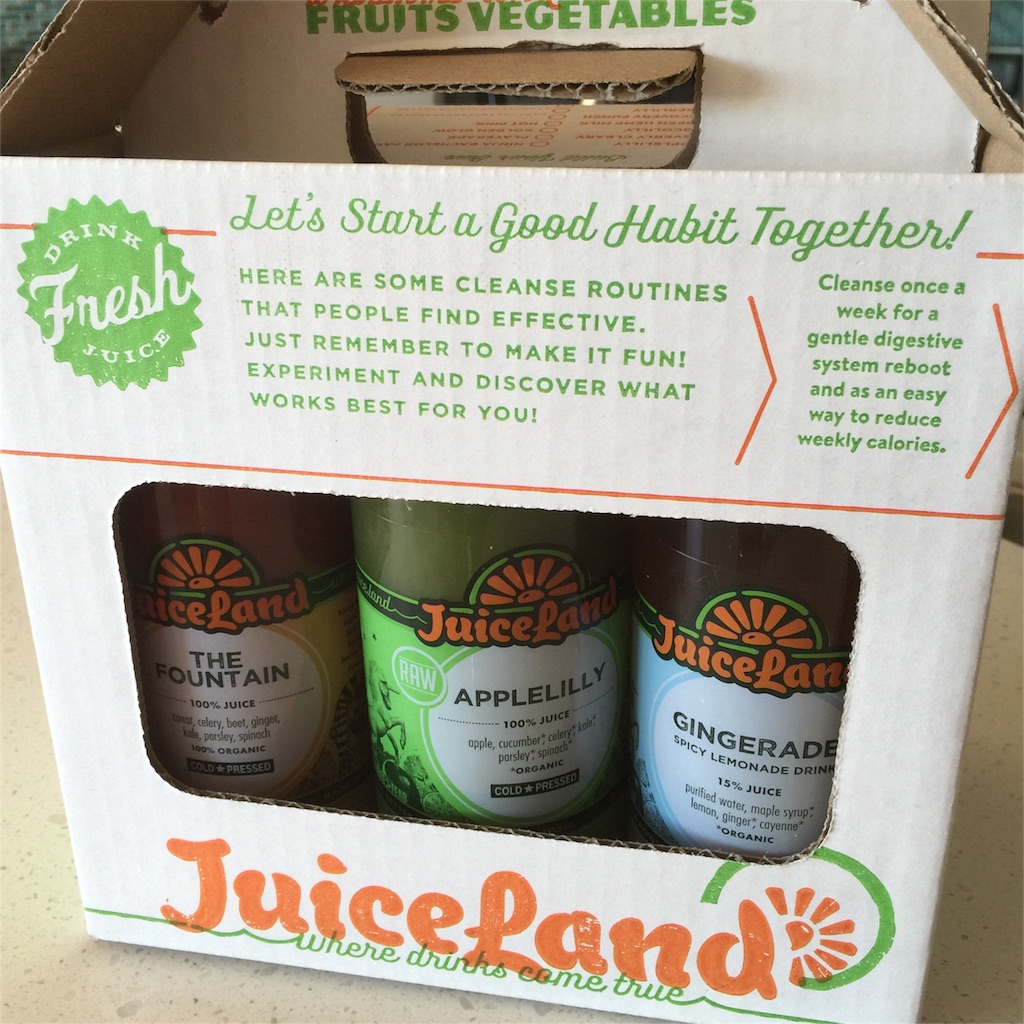 FRUITS VEGETABLES
DRINK
Fresh
JUICE
Let's Start a Good Habit Together!
HERE ARE SOME CLEANSE ROUTINES
THAT PEOPLE FIND EFFECTIVE.
JUST REMEMBER TO MAKE IT FUN!
EXPERIMENT AND DISCOVER WHAT
WORKS BEST FOR YOU!
Cleanse once a
week for a
gentle digestive
system reboot
and as an easy
way to reduce
weekly calories.
JuiceLand
THE
FOUNTAIN
100% JUICE
carrot, celery, beet, ginger,
kale, parsley, spinach
100% ORGANIC
COLD★PRESSED
JuiceLand
RAW
APPLELILLY
100% JUICE
apple, cucumber*, celery*, kale*,
parsley*, spinach*
*ORGANIC
COLD★PRESSED
JuiceLand
GINGERADE
SPICY LEMONADE DRINK
15% JUICE
purified water, maple syrup*,
lemon, ginger*, cayenne*
*ORGANIC
JuiceLand
where drinks come true